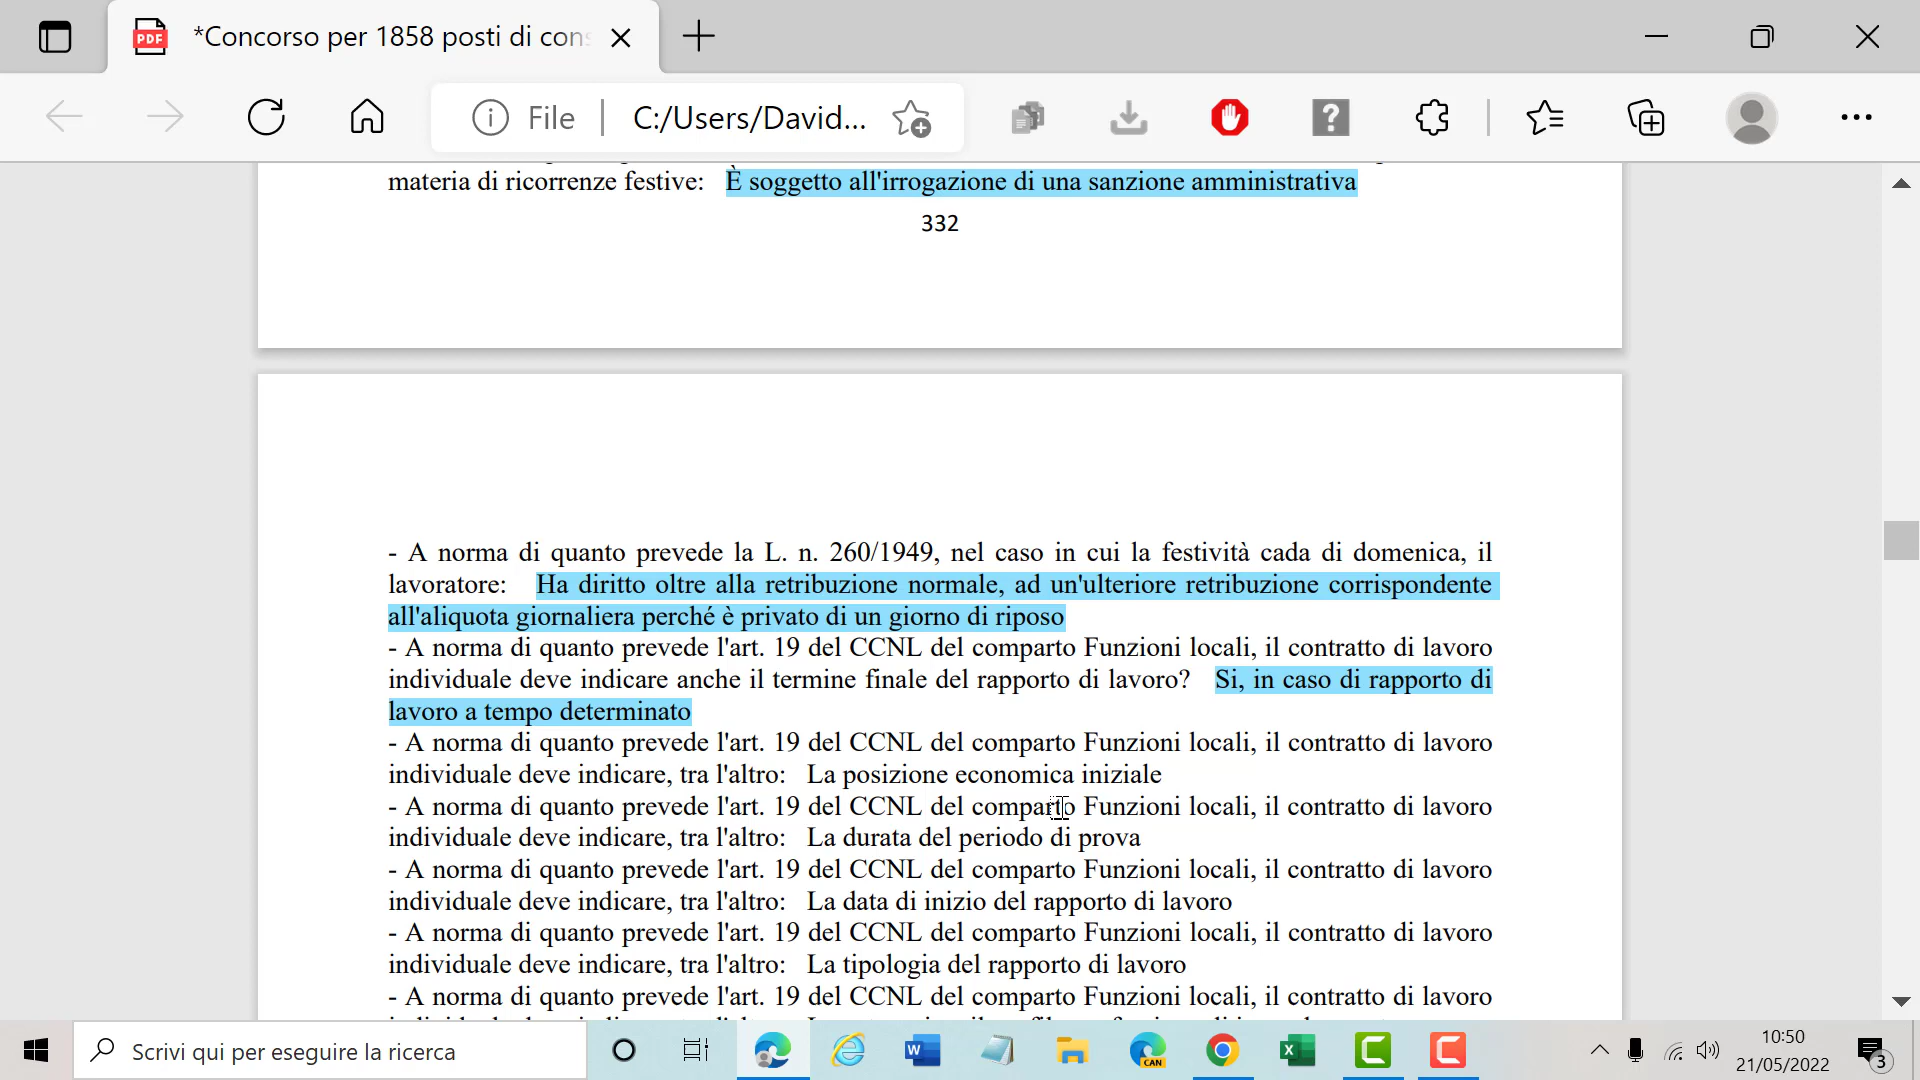 *Concorso per 1858 posti di cons
File
C:/Users/David...
materia di ricorrenze festive: È soggetto all'irrogazione di una sanzione amministrativa
332
- A norma di quanto prevede la L. n. 260/1949, nel caso in cui la festività cada di domenica, il
lavoratore: Ha diritto oltre alla retribuzione normale, ad un'ulteriore retribuzione corrispondente
all'aliquota giornaliera perché è privato di un giorno di riposo
- A norma di quanto prevede l'art. 19 del CCNL del comparto Funzioni locali, il contratto di lavoro
individuale deve indicare anche il termine finale del rapporto di lavoro? Si, in caso di rapporto di
lavoro a tempo determinato
- A norma di quanto prevede l'art. 19 del CCNL del comparto Funzioni locali, il contratto di lavoro
individuale deve indicare, tra l'altro: La posizione economica iniziale
- A norma di quanto prevede l'art. 19 del CCNL del comparto Funzioni locali, il contratto di lavoro
individuale deve indicare, tra l'altro: La durata del periodo di prova
- A norma di quanto prevede l'art. 19 del CCNL del comparto Funzioni locali, il contratto di lavoro
individuale deve indicare, tra l'altro: La data di inizio del rapporto di lavoro
- A norma di quanto prevede l'art. 19 del CCNL del comparto Funzioni locali, il contratto di lavoro
individuale deve indicare, tra l'altro: La tipologia del rapporto di lavoro
- A norma di quanto prevede l'art. 19 del CCNL del comparto Funzioni locali, il contratto di lavoro
Scrivi qui per eseguire la ricerca
10:50
21/05/2022
3
PDF
CAN